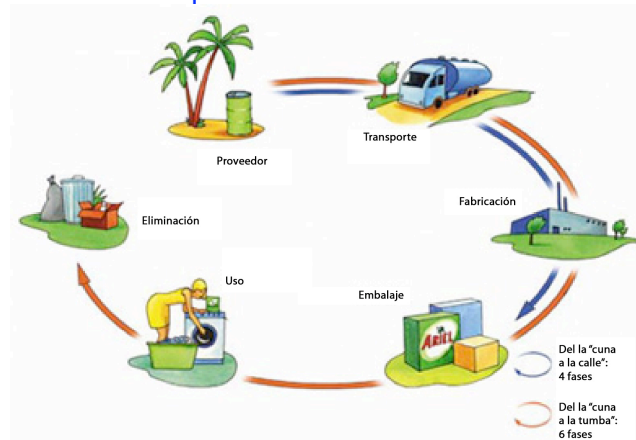 Proveedor
Transporte
Fabricación
Eliminación
Uso
Embalaje
ARIEL
Del la "cuna
a la calle":
4 fases
Del la "cuna
a la tumba":
6 fases